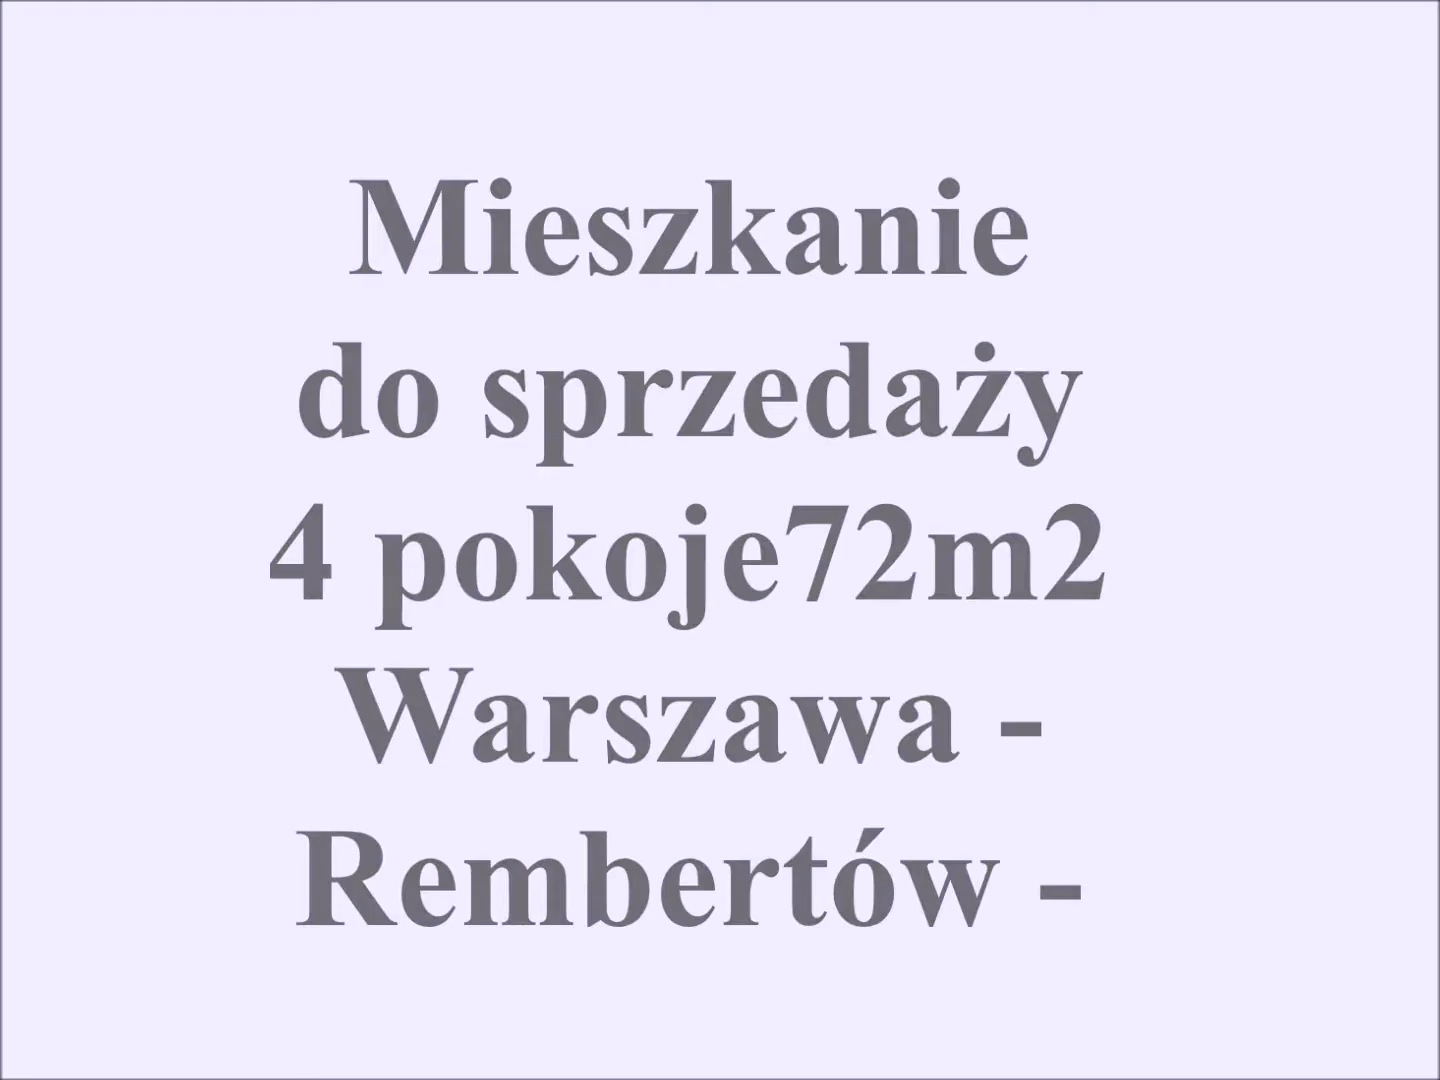 Mieszkanie
do sprzedaży
4 pokoje72m2
Warszawa -
Rembertów -